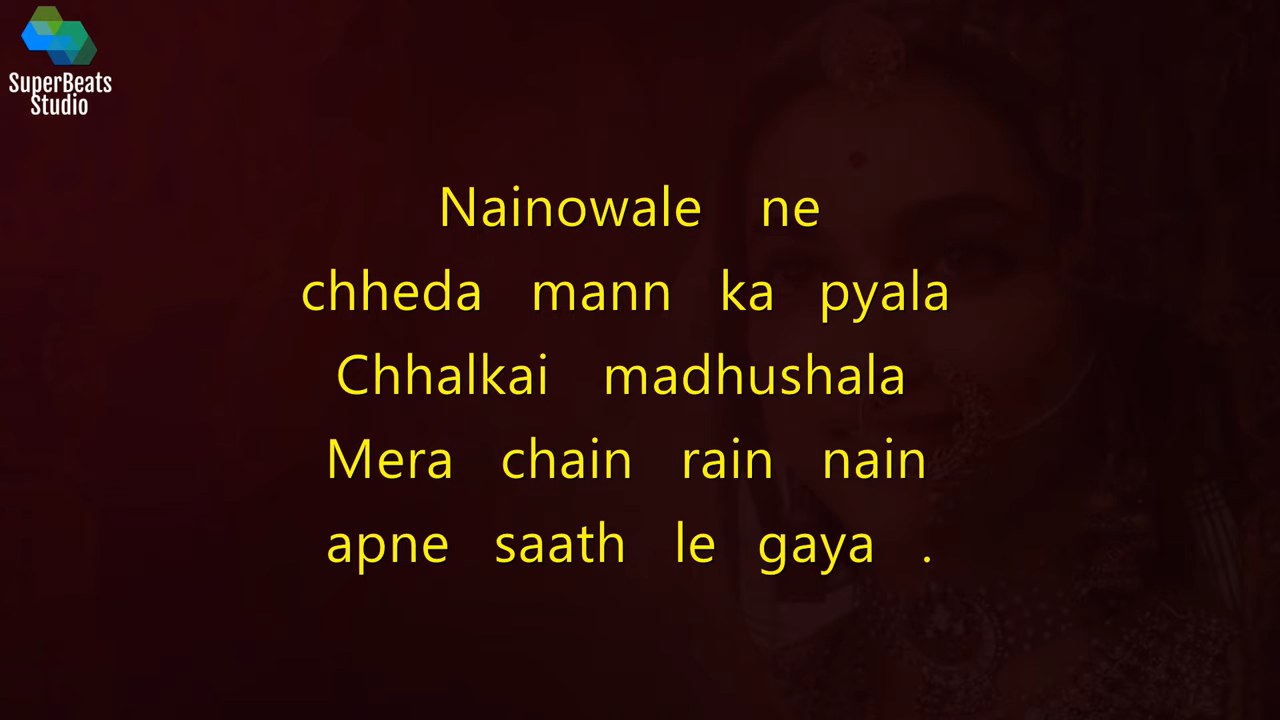 SuperBeats
Studio
Nainowale ne
chheda mann ka pyala
Chhalkai madhushala
Mera chain rain nain
apne saath le gaya .